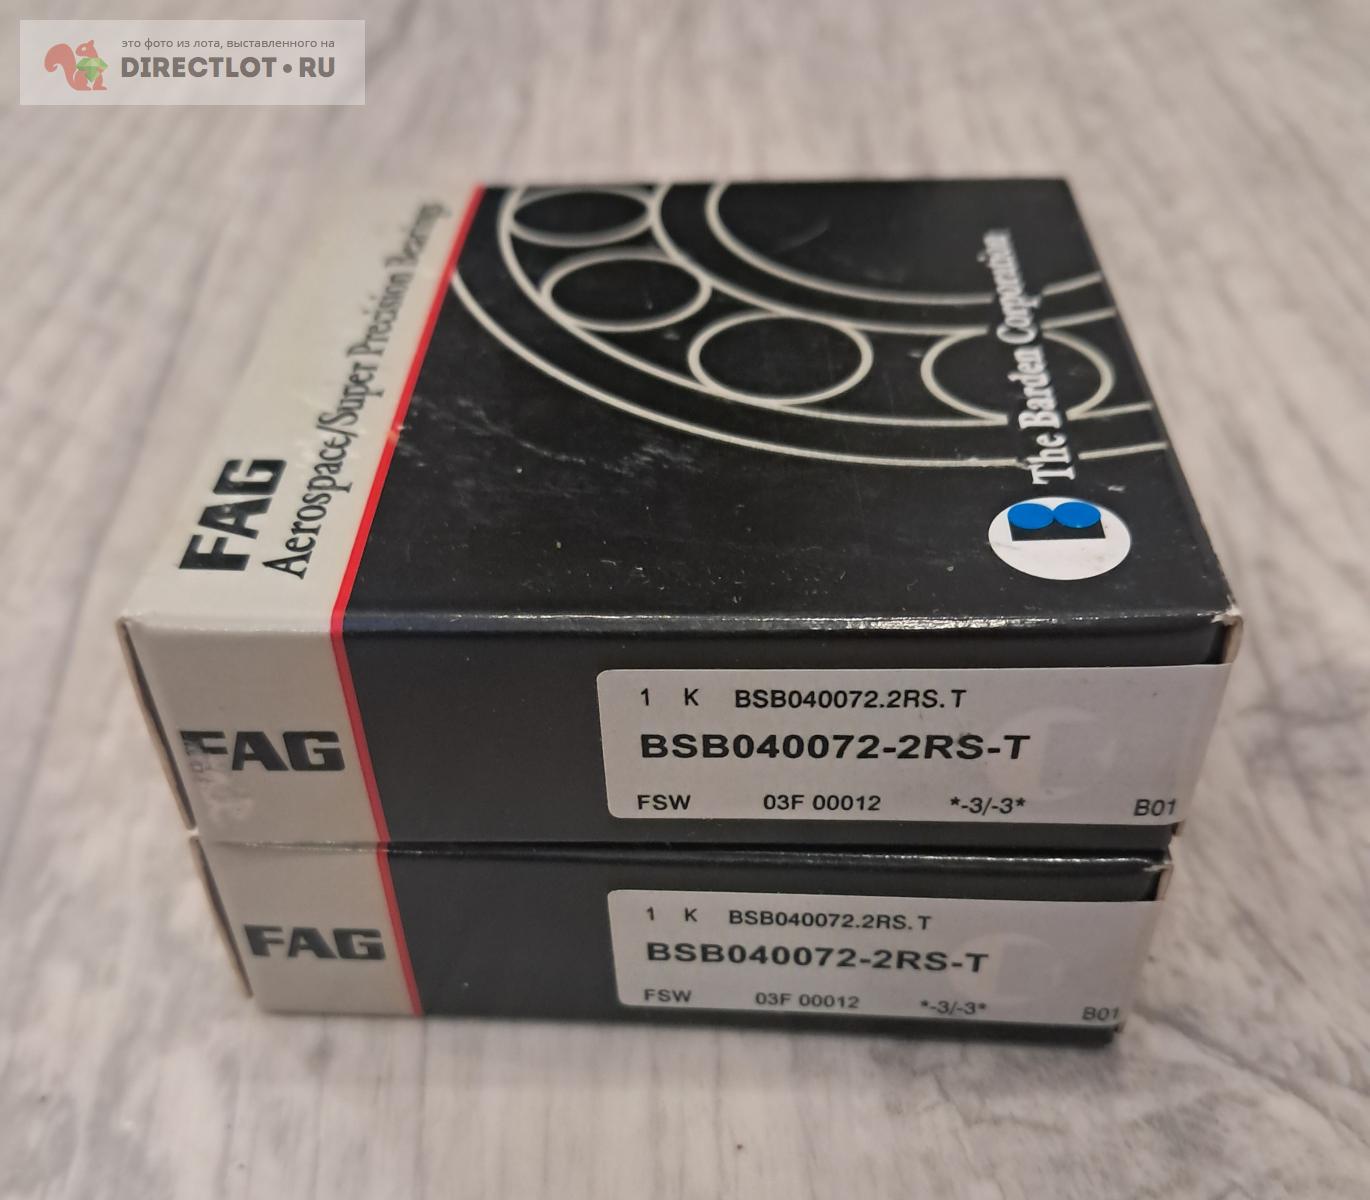 это фото из лота, выставленного на
DIRECTLOT•RU
FAG
Aerospace/Super Precision Bearings
The Barden Corporation
FAG
1 K BSB040072.2RS.T
BSB040072-2RS-T
FSW 03F 00012 *-3/-3* B01
FAG
1 K BSB040072.2RS.T
BSB040072-2RS-T
FSW 03F 00012 *-3/-3* B01